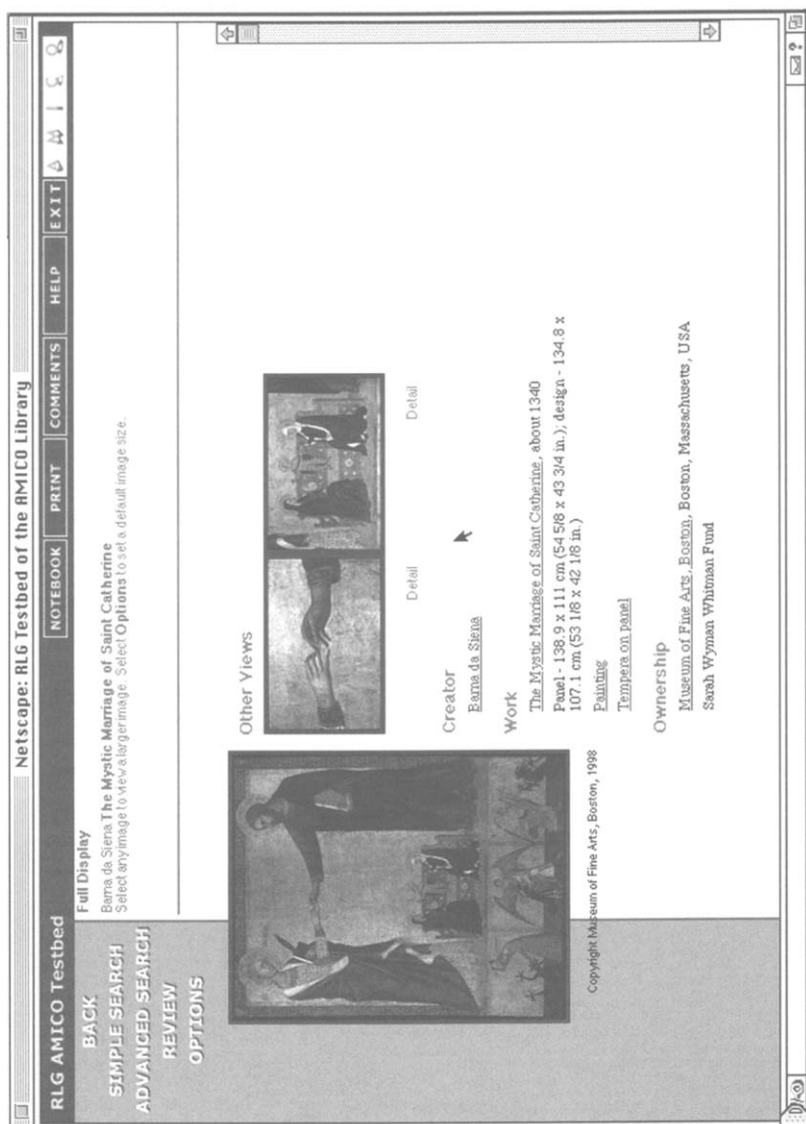 Netscape: RLG Testbed of the AMICO Library
RLG AMICO Testbed
NOTEBOOK PRINT COMMENTS HELP EXIT
BACK
SIMPLE SEARCH
ADVANCED SEARCH
REVIEW
OPTIONS
Full Display
Barna da Siena The Mystic Marriage of Saint Catherine
Select any image to view a larger image. Select Options to set a default image size.
Copyright Museum of Fine Arts, Boston, 1998
Other Views
Detail Detail
Creator
Barna da Siena
Work
The Mystic Marriage of Saint Catherine, about 1340
Panel - 138.9 x 111 cm (54 5/8 x 43 3/4 in.); design - 134.8 x
107.1 cm (53 1/8 x 42 1/8 in.)
Painting
Tempera on panel
Ownership
Museum of Fine Arts, Boston, Boston, Massachusetts, USA
Sarah Wyman Whitman Fund
?